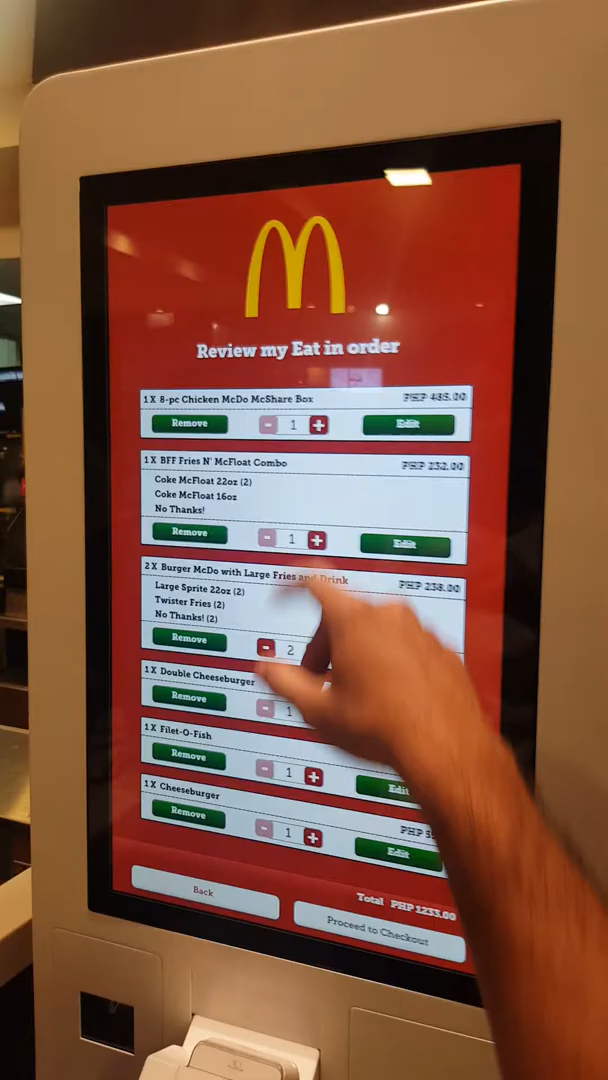 Review my Eat in order
1 X 8-pc Chicken McDo McShare Box PHP 485.00
Remove - 1 + Edit
1 X BFF Fries N' McFloat Combo PHP 232.00
Coke McFloat 22oz (2)
Coke McFloat 16oz
No Thanks!
Remove - 1 + Edit
2 X Burger McDo with Large Fries and Drink PHP 238.00
Large Sprite 22oz (2)
Twister Fries (2)
No Thanks! (2)
Remove - 2
1 X Double Cheeseburger
Remove - 1
1 X Filet-O-Fish
Remove - 1 + Edit
1 X Cheeseburger PHP
Remove - 1 + Edit
Total PHP 1233.00
Back Proceed to Checkout